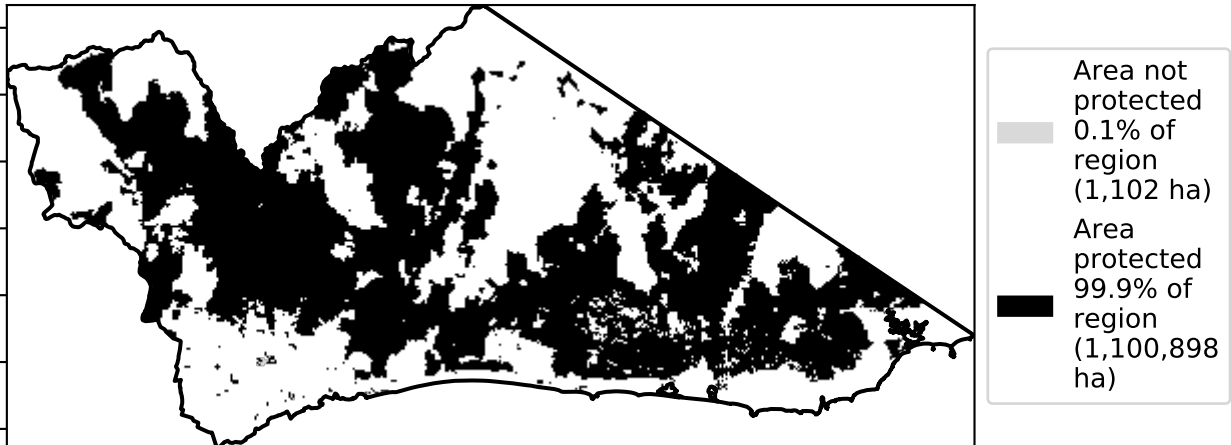 Area not
protected
0.1% of
region
(1,102 ha)
Area
protected
99.9% of
region
(1,100,898
ha)